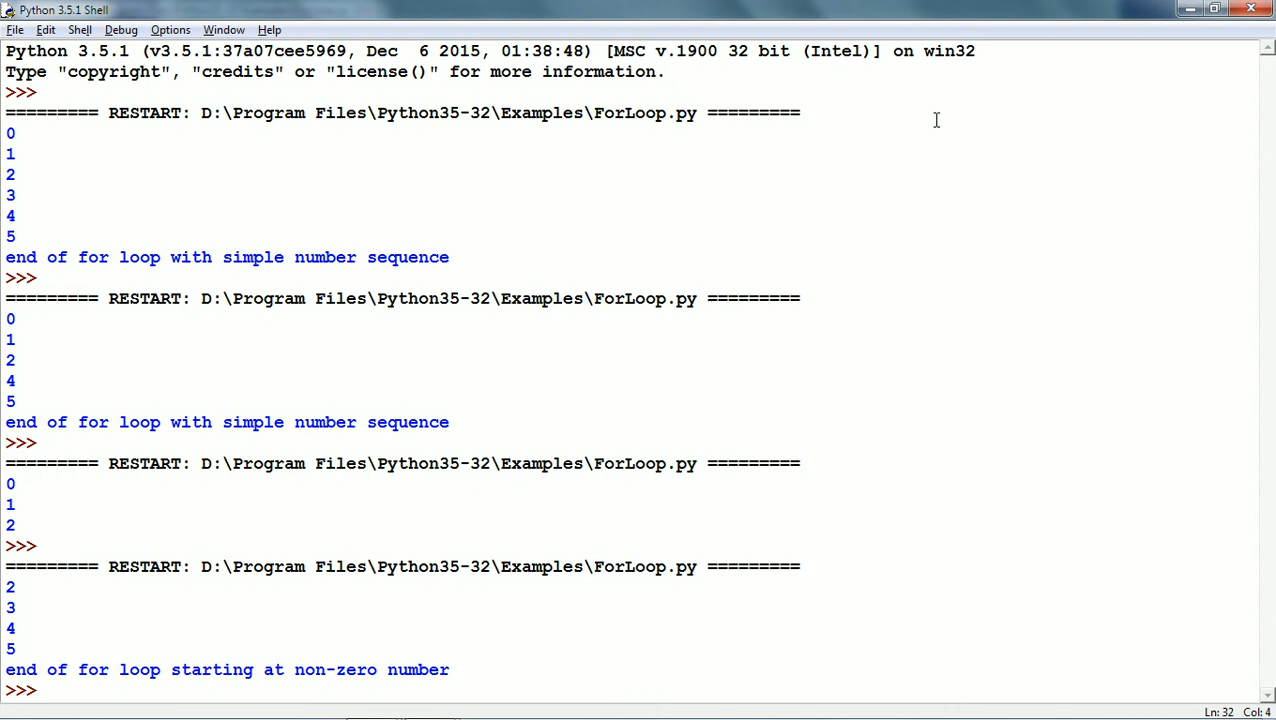 Python 3.5.1 Shell
File Edit Shell Debug Options Window Help
Python 3.5.1 (v3.5.1:37a07cee5969, Dec  6 2015, 01:38:48) [MSC v.1900 32 bit (Intel)] on win32
Type "copyright", "credits" or "license()" for more information.
>>>
========= RESTART: D:\Program Files\Python35-32\Examples\ForLoop.py =========
0
1
2
3
4
5
end of for loop with simple number sequence
>>>
========= RESTART: D:\Program Files\Python35-32\Examples\ForLoop.py =========
0
1
2
4
5
end of for loop with simple number sequence
>>>
========= RESTART: D:\Program Files\Python35-32\Examples\ForLoop.py =========
0
1
2
>>>
========= RESTART: D:\Program Files\Python35-32\Examples\ForLoop.py =========
2
3
4
5
end of for loop starting at non-zero number
>>>
Ln: 32 Col: 4